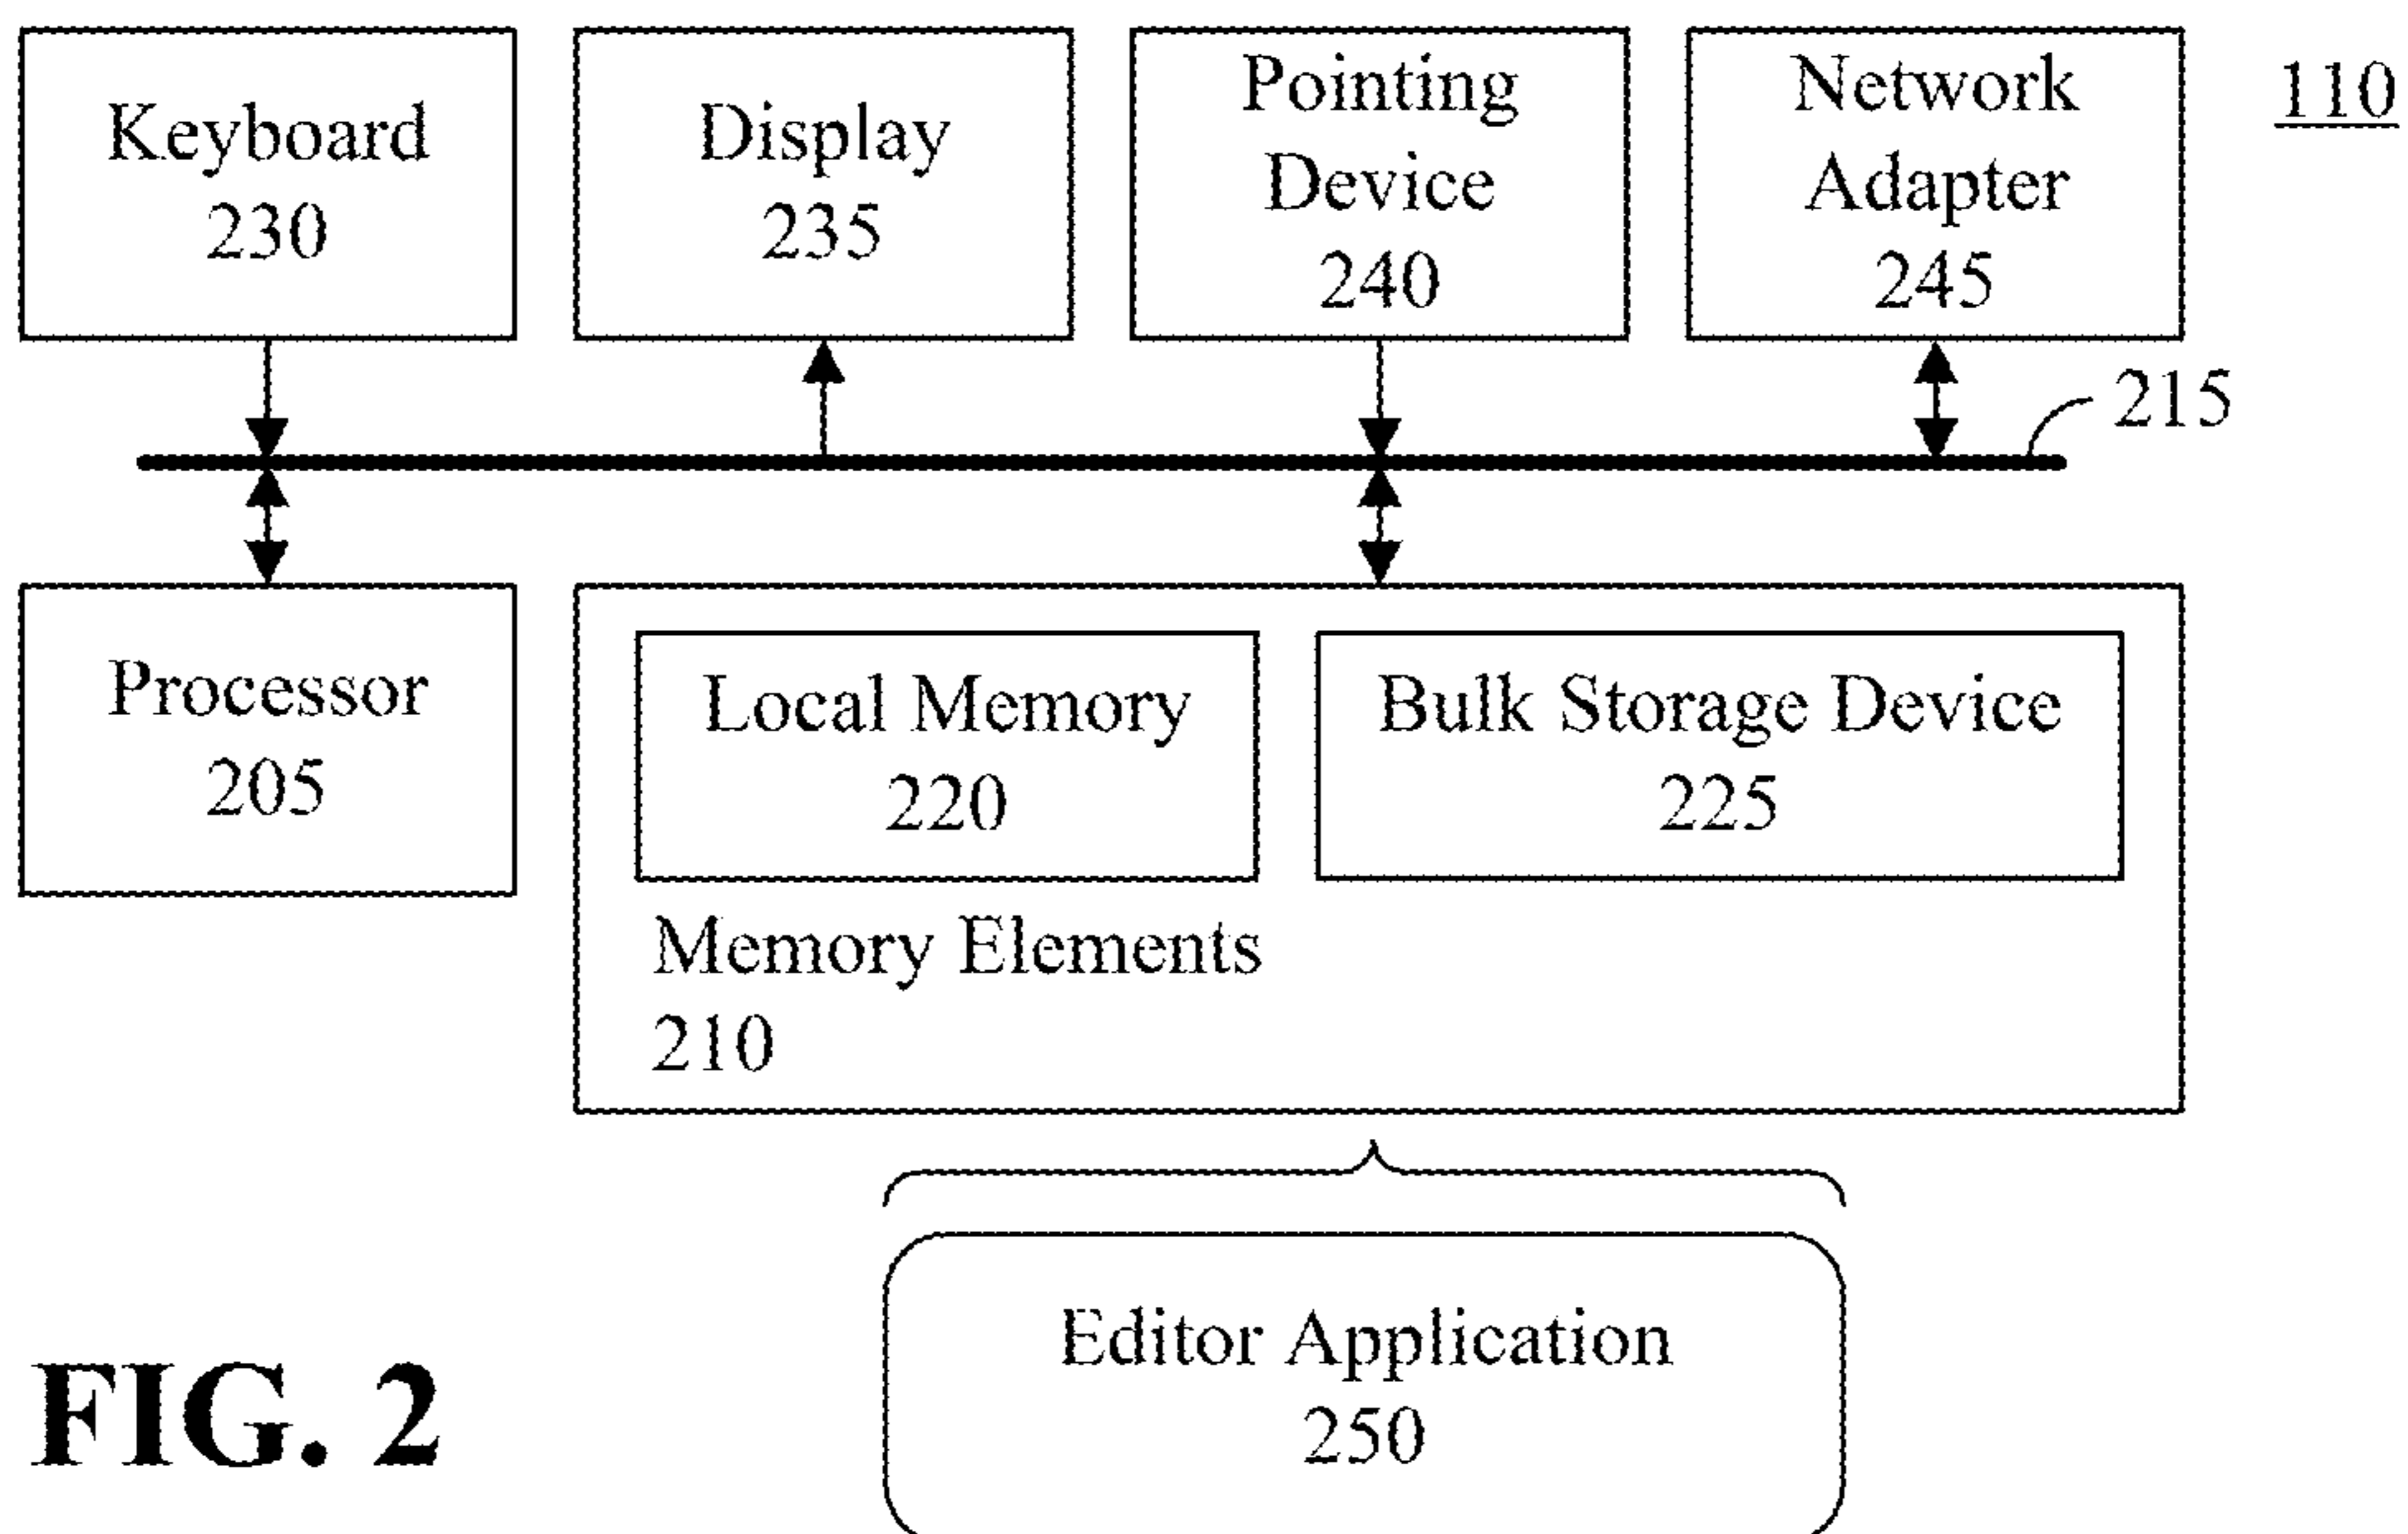 Keyboard
230
Display
235
Pointing
Device
240
Network
Adapter
245
110
215
Processor
205
Local Memory
220
Bulk Storage Device
225
Memory Elements
210
Editor Application
250
FIG. 2